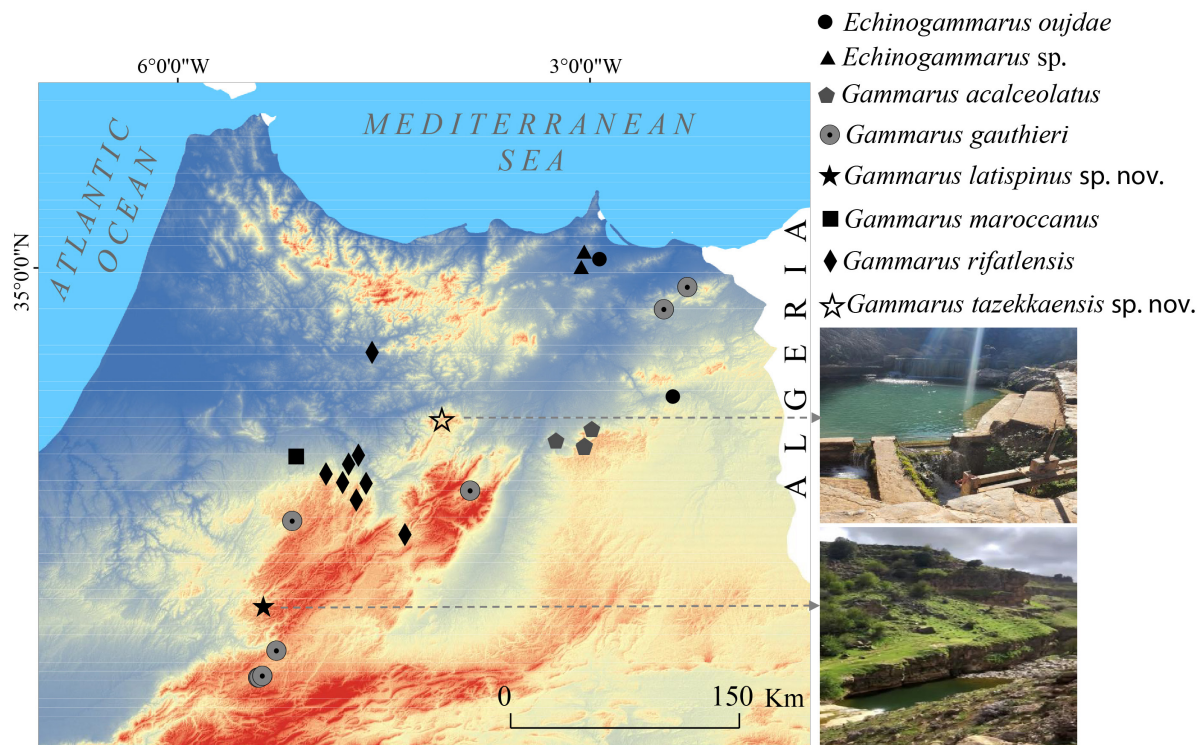 6°0'0"W
3°0'0"W
35°0'0"N
ATLANTIC
OCEAN
MEDITERRANEAN
SEA
ALGERIA
0
150 Km
Echinogammarus oujdae
Echinogammarus sp.
Gammarus acalceolatus
Gammarus gauthieri
Gammarus latispinus sp. nov.
Gammarus maroccanus
Gammarus rifatlensis
Gammarus tazekkaensis sp. nov.